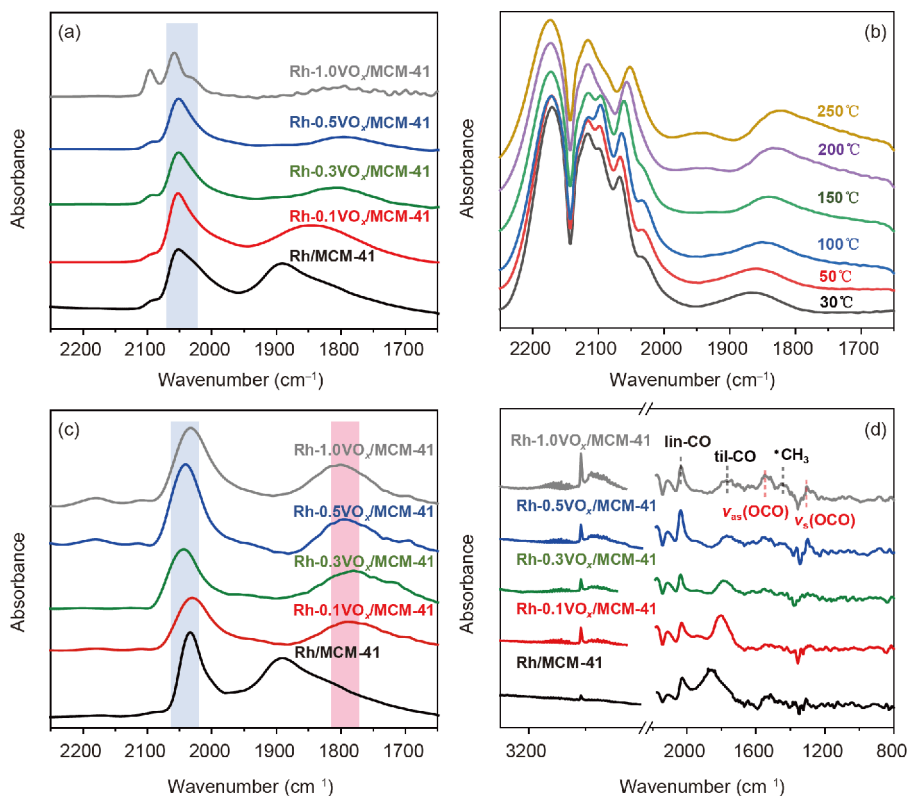 (a)
Rh-1.0VOx/MCM-41
Rh-0.5VOx/MCM-41
Rh-0.3VOx/MCM-41
Rh-0.1VOx/MCM-41
Rh/MCM-41
Absorbance
2200 2100 2000 1900 1800 1700
Wavenumber (cm⁻¹)
(b)
250℃
200℃
150℃
100℃
50℃
30℃
Absorbance
2200 2100 2000 1900 1800 1700
Wavenumber (cm⁻¹)
(c)
Rh-1.0VOx/MCM-41
Rh-0.5VOx/MCM-41
Rh-0.3VOx/MCM-41
Rh-0.1VOx/MCM-41
Rh/MCM-41
Absorbance
2200 2100 2000 1900 1800 1700
Wavenumber (cm⁻¹)
(d)
lin-CO
Rh-1.0VOx/MCM-41
til-CO
•CH₃
νas(OCO)
νs(OCO)
Rh-0.5VOx/MCM-41
Rh-0.3VOx/MCM-41
Rh-0.1VOx/MCM-41
Rh/MCM-41
Absorbance
3200 2000 1600 1200 800
Wavenumber (cm⁻¹)